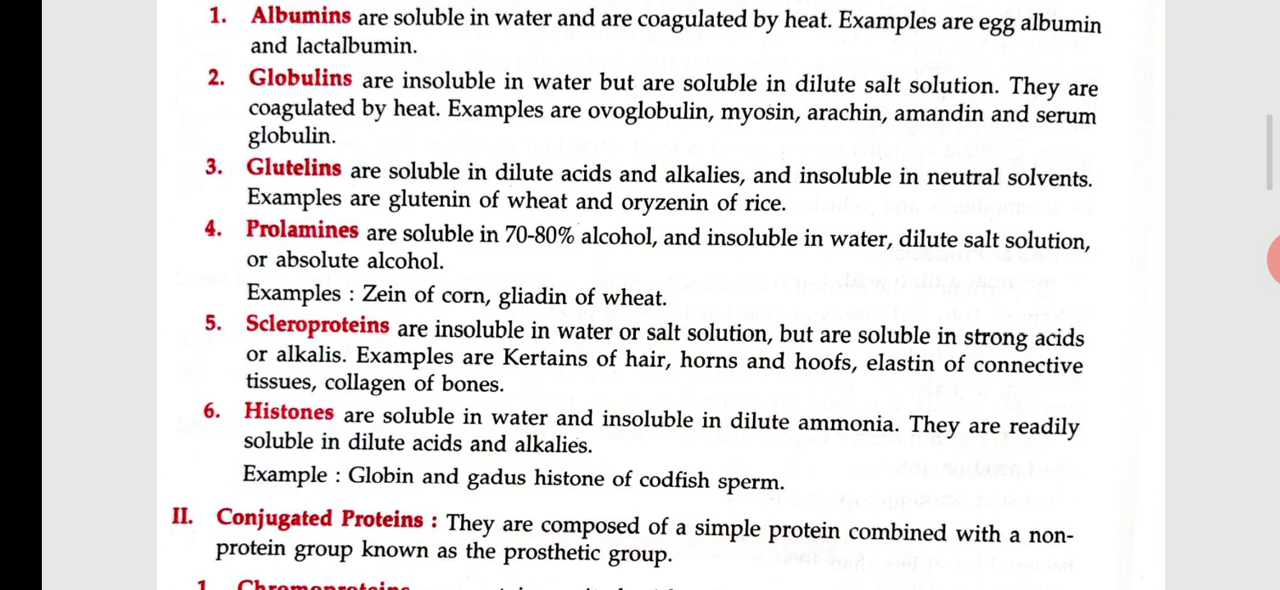 1. Albumins are soluble in water and are coagulated by heat. Examples are egg albumin
and lactalbumin.
2. Globulins are insoluble in water but are soluble in dilute salt solution. They are
coagulated by heat. Examples are ovoglobulin, myosin, arachin, amandin and serum
globulin.
3. Glutelins are soluble in dilute acids and alkalies, and insoluble in neutral solvents.
Examples are glutenin of wheat and oryzenin of rice.
4. Prolamines are soluble in 70-80% alcohol, and insoluble in water, dilute salt solution,
or absolute alcohol.
Examples : Zein of corn, gliadin of wheat.
5. Scleroproteins are insoluble in water or salt solution, but are soluble in strong acids
or alkalis. Examples are Kertains of hair, horns and hoofs, elastin of connective
tissues, collagen of bones.
6. Histones are soluble in water and insoluble in dilute ammonia. They are readily
soluble in dilute acids and alkalies.
Example : Globin and gadus histone of codfish sperm.
II. Conjugated Proteins : They are composed of a simple protein combined with a non-
protein group known as the prosthetic group.
1. Chromoproteins